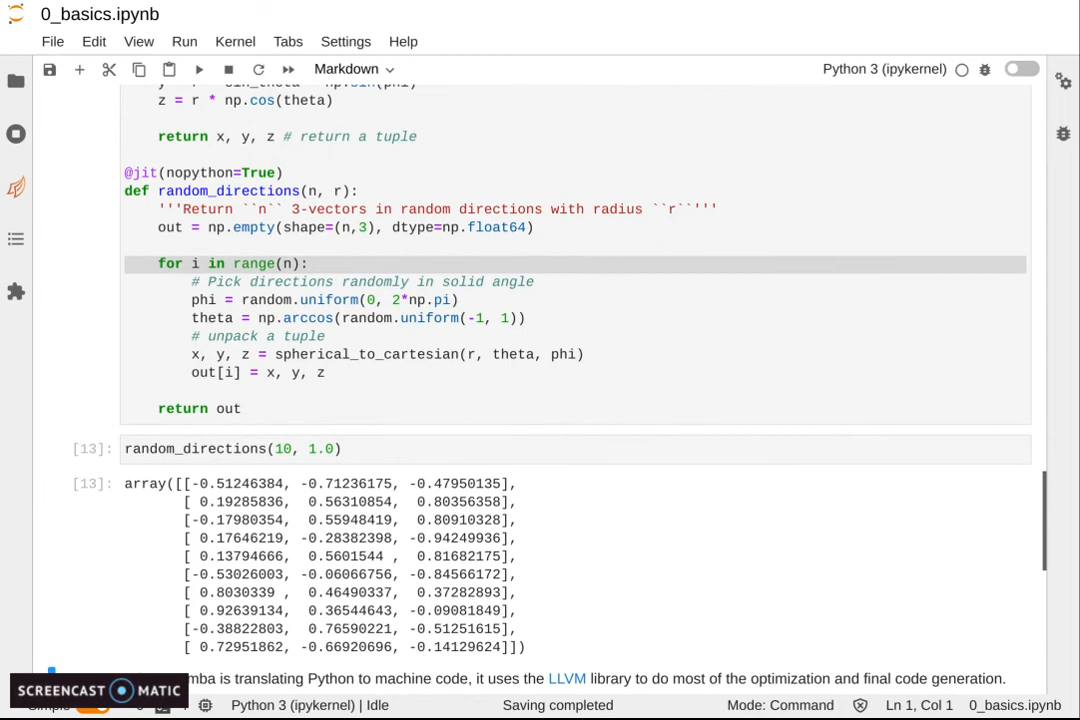 0_basics.ipynb
File Edit View Run Kernel Tabs Settings Help
Markdown Python 3 (ipykernel)
z = r * np.cos(theta)
return x, y, z # return a tuple
@jit(nopython=True)
def random_directions(n, r):
'''Return ``n`` 3-vectors in random directions with radius ``r``'''
out = np.empty(shape=(n,3), dtype=np.float64)
for i in range(n):
# Pick directions randomly in solid angle
phi = random.uniform(0, 2*np.pi)
theta = np.arccos(random.uniform(-1, 1))
# unpack a tuple
x, y, z = spherical_to_cartesian(r, theta, phi)
out[i] = x, y, z
return out
[13]: random_directions(10, 1.0)
[13]: array([[-0.51246384, -0.71236175, -0.47950135],
[ 0.19285836, 0.56310854, 0.80356358],
[-0.17980354, 0.55948419, 0.80910328],
[ 0.17646219, -0.28382398, -0.94249936],
[ 0.13794666, 0.5601544 , 0.81682175],
[-0.53026003, -0.06066756, -0.84566172],
[ 0.8030339 , 0.46490337, 0.37282893],
[ 0.92639134, 0.36544643, -0.09081849],
[-0.38822803, 0.76590221, -0.51251615],
[ 0.72951862, -0.66920696, -0.14129624]])
is translating Python to machine code, it uses the LLVM library to do most of the optimization and final code generation.
SCREENCAST MATIC
Python 3 (ipykernel) | Idle Saving completed Mode: Command Ln 1, Col 1 0_basics.ipynb